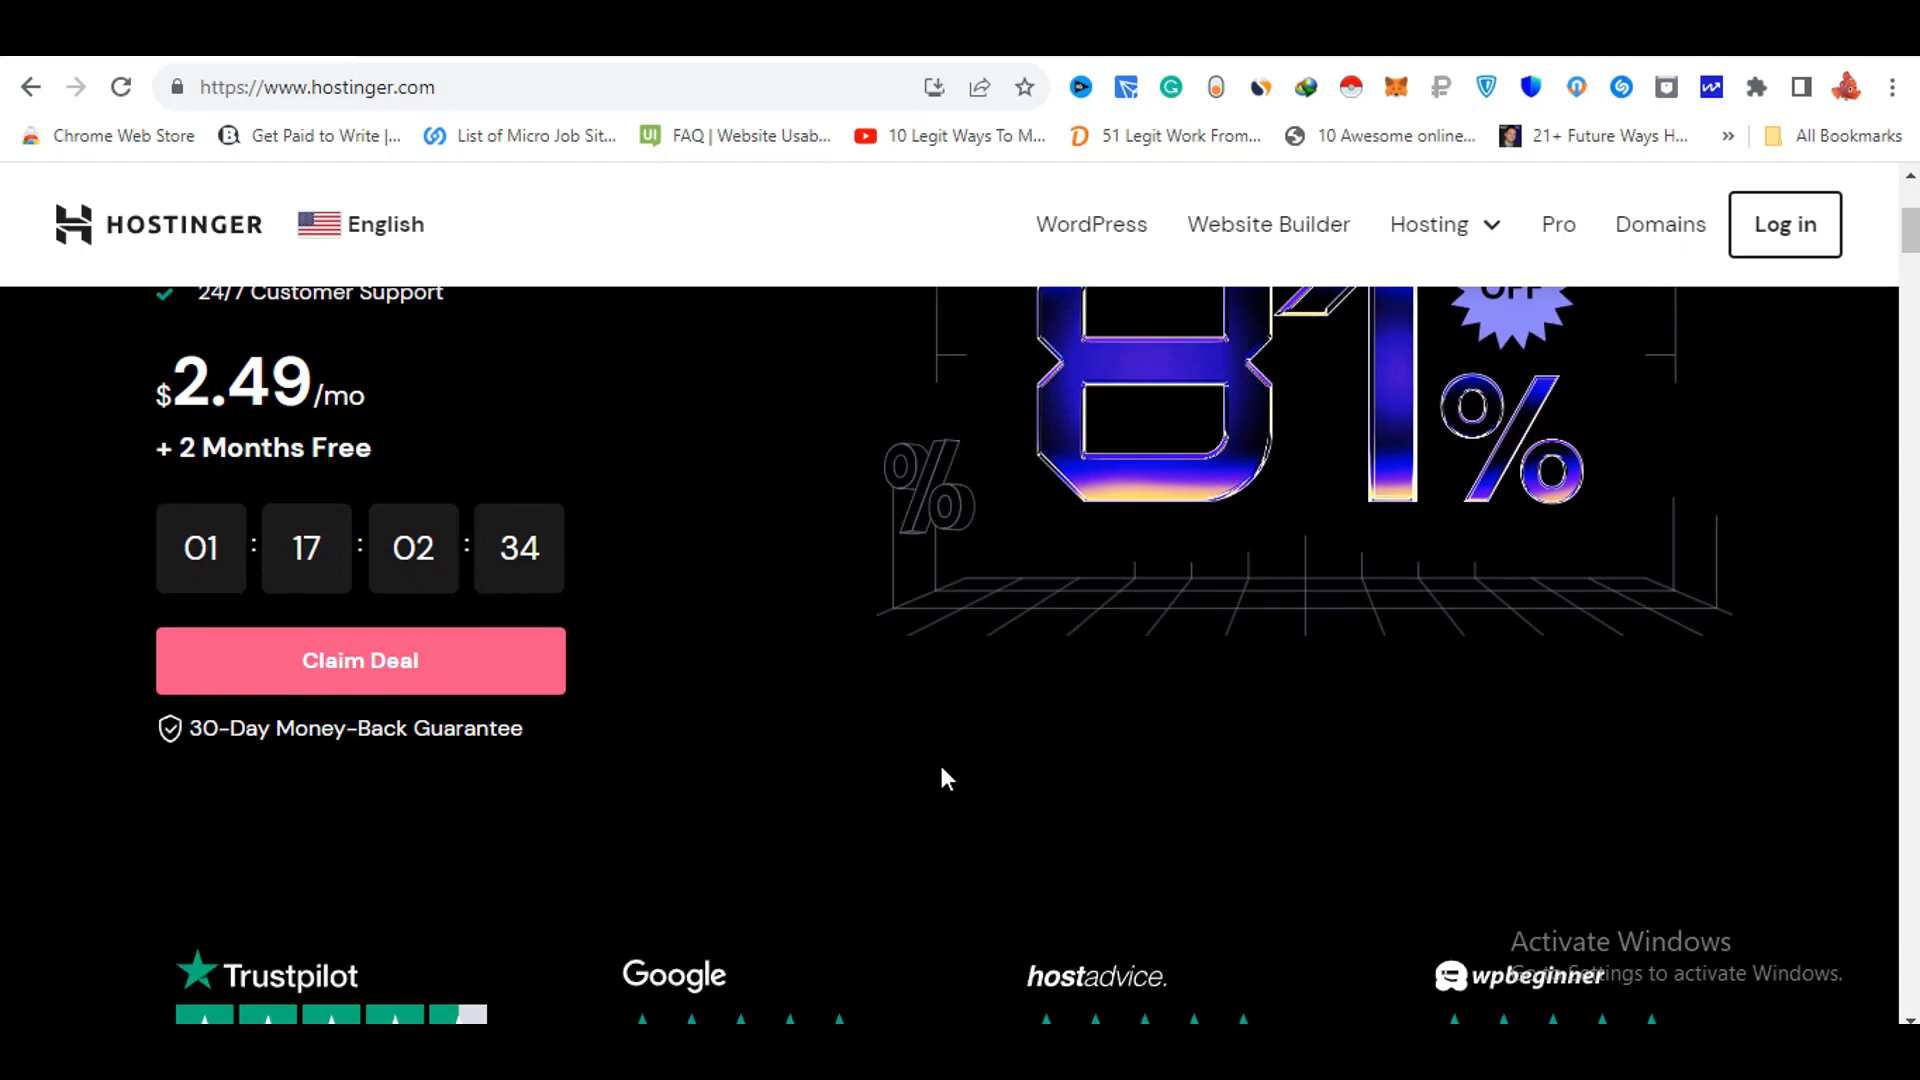 https://www.hostinger.com
Chrome Web Store
Get Paid to Write |...
List of Micro Job Sit...
UI
FAQ | Website Usab...
10 Legit Ways To M...
51 Legit Work From...
10 Awesome online...
21+ Future Ways H...
»
All Bookmarks
HOSTINGER
English
WordPress
Website Builder
Hosting
Pro
Domains
Log in
24/7 Customer Support
$2.49/mo
+ 2 Months Free
01 : 17 : 02 : 34
Claim Deal
30-Day Money-Back Guarantee
81%
OFF
%
Trustpilot
Google
hostadvice.
wpbeginner
Activate Windows
Go to Settings to activate Windows.